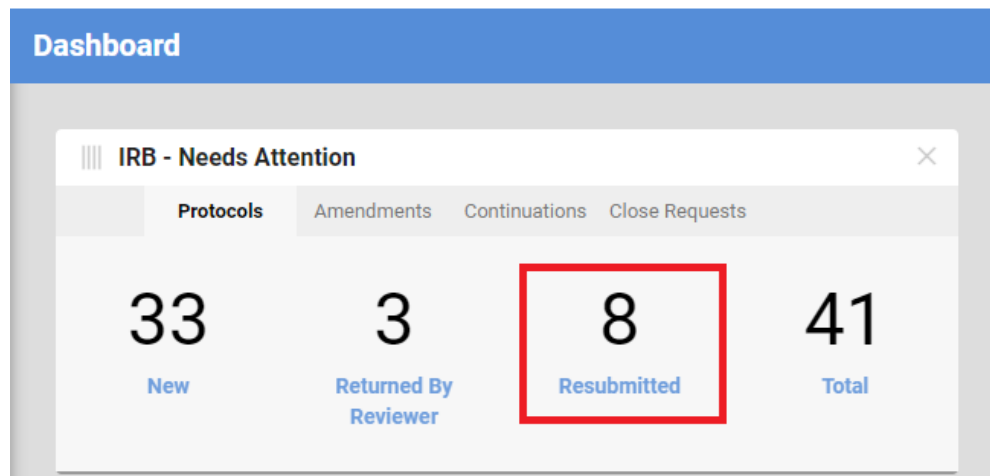 Dashboard
IRB - Needs Attention
Protocols Amendments Continuations Close Requests
33 3 8 41
New Returned By Resubmitted Total
Reviewer